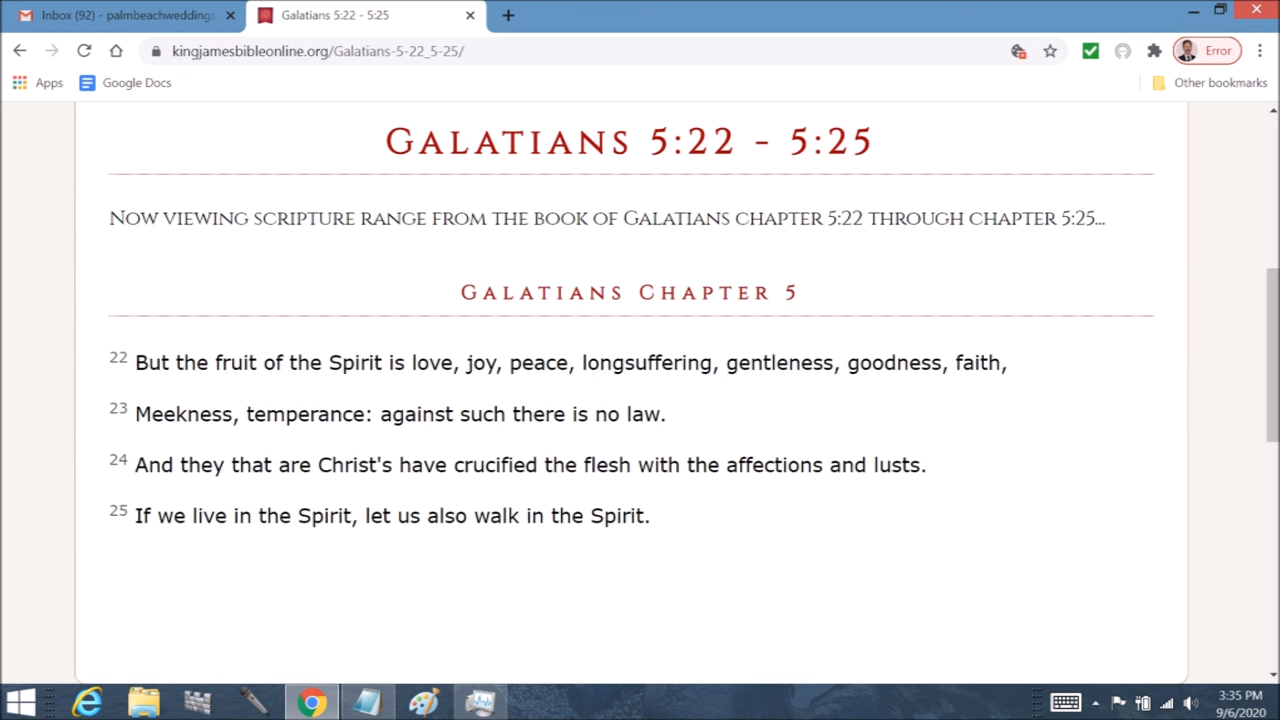 Inbox (92) - palmbeachweddings
Galatians 5:22 - 5:25
kingjamesbibleonline.org/Galatians-5-22_5-25/
Error
Apps
Google Docs
Other bookmarks
Galatians 5:22 - 5:25
Now viewing scripture range from the book of Galatians chapter 5:22 through chapter 5:25...
Galatians Chapter 5
22 But the fruit of the Spirit is love, joy, peace, longsuffering, gentleness, goodness, faith,
23 Meekness, temperance: against such there is no law.
24 And they that are Christ's have crucified the flesh with the affections and lusts.
25 If we live in the Spirit, let us also walk in the Spirit.
3:35 PM
9/6/2020